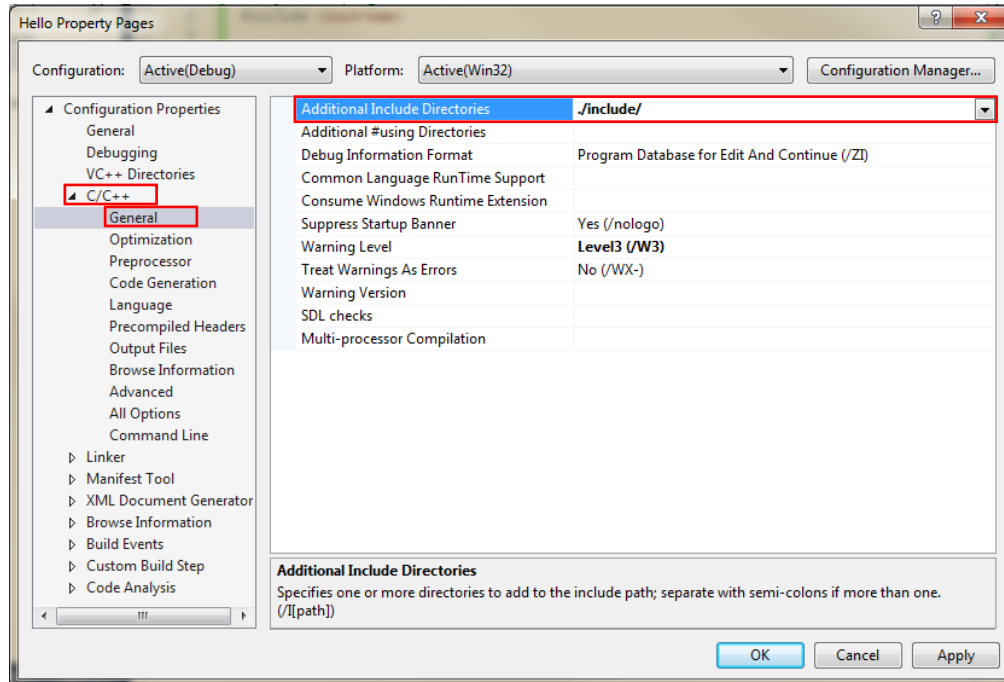 Hello Property Pages
Configuration: Active(Debug) Platform: Active(Win32) Configuration Manager...
Configuration Properties
General
Debugging
VC++ Directories
C/C++
General
Optimization
Preprocessor
Code Generation
Language
Precompiled Headers
Output Files
Browse Information
Advanced
All Options
Command Line
Linker
Manifest Tool
XML Document Generator
Browse Information
Build Events
Custom Build Step
Code Analysis
Additional Include Directories ./include/
Additional #using Directories
Debug Information Format Program Database for Edit And Continue (/ZI)
Common Language RunTime Support
Consume Windows Runtime Extension
Suppress Startup Banner Yes (/nologo)
Warning Level Level3 (/W3)
Treat Warnings As Errors No (/WX-)
Warning Version
SDL checks
Multi-processor Compilation
Additional Include Directories
Specifies one or more directories to add to the include path; separate with semi-colons if more than one.
(/I[path])
OK Cancel Apply